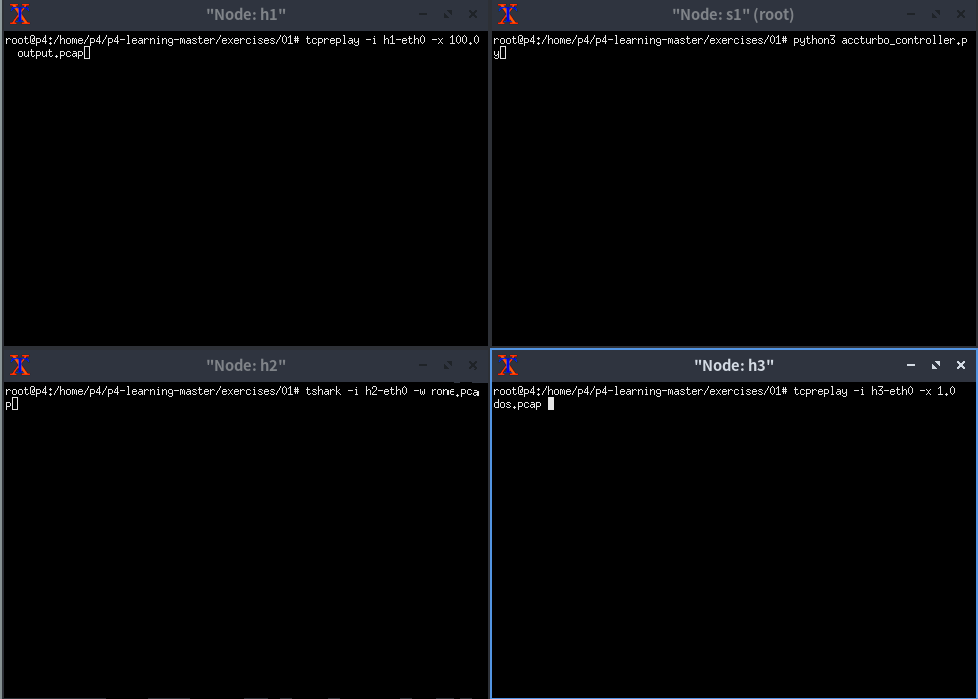 "Node: h1"
root@p4:/home/p4/p4-learning-master/exercises/01# tcpreplay -i h1-eth0 -x 100.0
output.pcap
"Node: s1" (root)
root@p4:/home/p4/p4-learning-master/exercises/01# python3 accturbo_controller.p
y
"Node: h2"
root@p4:/home/p4/p4-learning-master/exercises/01# tshark -i h2-eth0 -w rome.pca
p
"Node: h3"
root@p4:/home/p4/p4-learning-master/exercises/01# tcpreplay -i h3-eth0 -x 1.0
dos.pcap